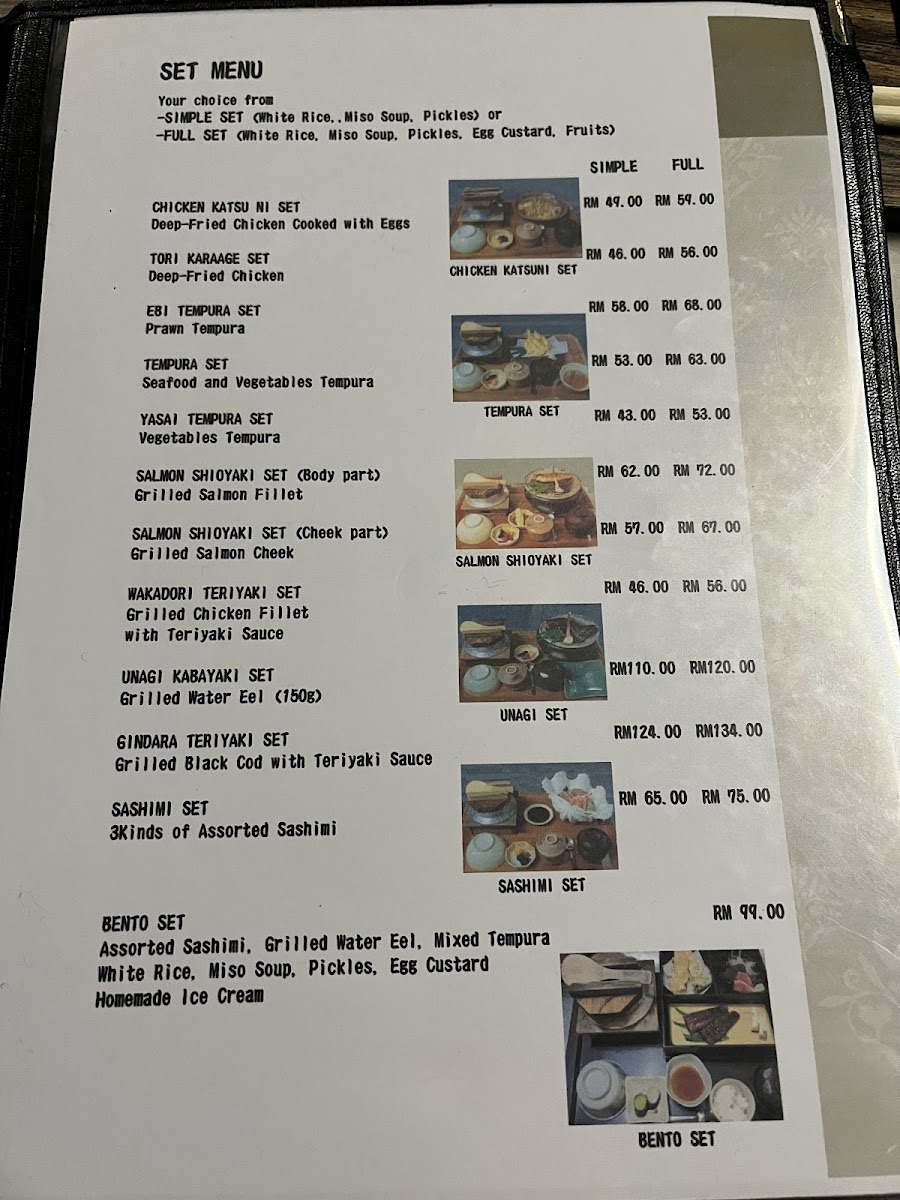 SET MENU
Your choice from
-SIMPLE SET (White Rice,.Miso Soup, Pickles) or
-FULL SET (White Rice, Miso Soup, Pickles, Egg Custard, Fruits)
SIMPLE FULL
CHICKEN KATSU NI SET RM 49.00 RM 59.00
Deep-Fried Chicken Cooked with Eggs
TORI KARAAGE SET RM 46.00 RM 56.00
Deep-Fried Chicken
CHICKEN KATSUNI SET
EBI TEMPURA SET RM 58.00 RM 68.00
Prawn Tempura
TEMPURA SET RM 53.00 RM 63.00
Seafood and Vegetables Tempura
TEMPURA SET
YASAI TEMPURA SET RM 43.00 RM 53.00
Vegetables Tempura
SALMON SHIOYAKI SET (Body part) RM 62.00 RM 72.00
Grilled Salmon Fillet
SALMON SHIOYAKI SET (Cheek part) RM 57.00 RM 67.00
Grilled Salmon Cheek
SALMON SHIOYAKI SET
WAKADORI TERIYAKI SET RM 46.00 RM 56.00
Grilled Chicken Fillet
with Teriyaki Sauce
UNAGI KABAYAKI SET RM110.00 RM120.00
Grilled Water Eel (150g)
UNAGI SET
GINDARA TERIYAKI SET RM124.00 RM134.00
Grilled Black Cod with Teriyaki Sauce
SASHIMI SET RM 65.00 RM 75.00
3Kinds of Assorted Sashimi
SASHIMI SET
BENTO SET RM 99.00
Assorted Sashimi, Grilled Water Eel, Mixed Tempura
White Rice, Miso Soup, Pickles, Egg Custard
Homemade Ice Cream
BENTO SET